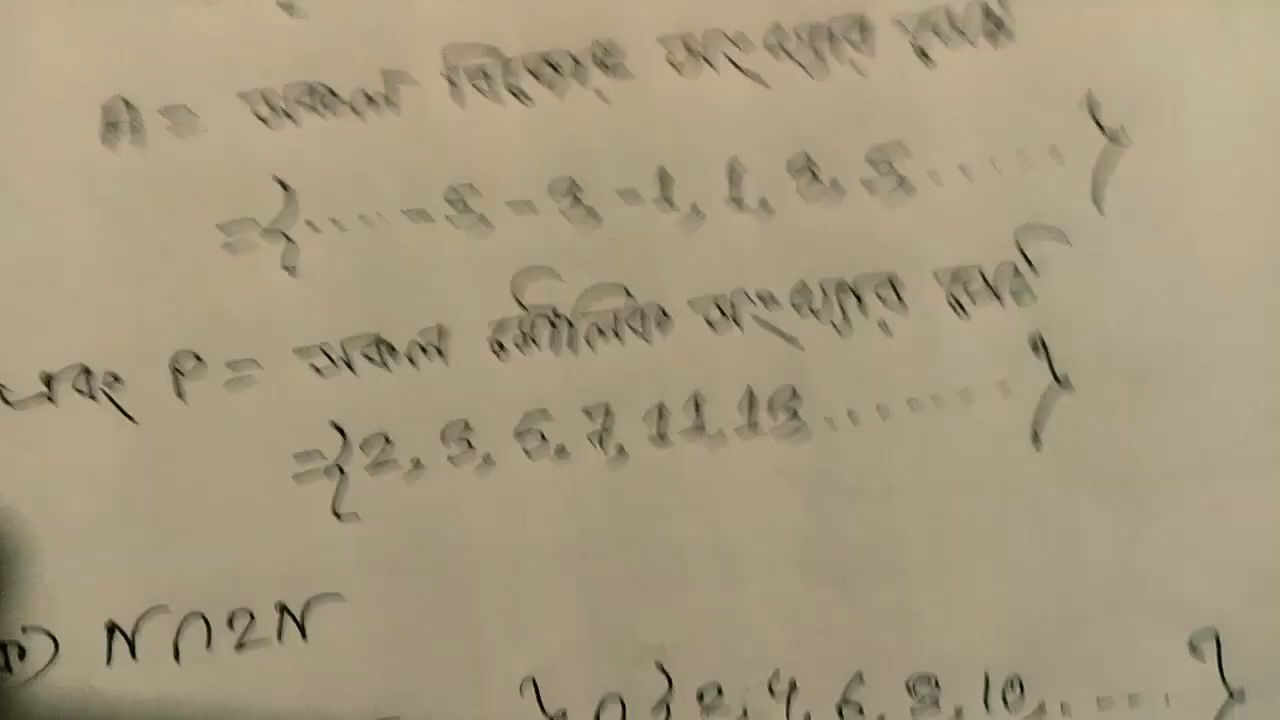 A = সকল বিজোড় সংখ্যার সেট
={.....-5 -3 -1, 1, 3, 5......}
এবং P = সকল মৌলিক সংখ্যার সেট
={2, 3, 5, 7, 11, 13........}
N∩2N
}∩{2, 4, 6, 8, 10,......}